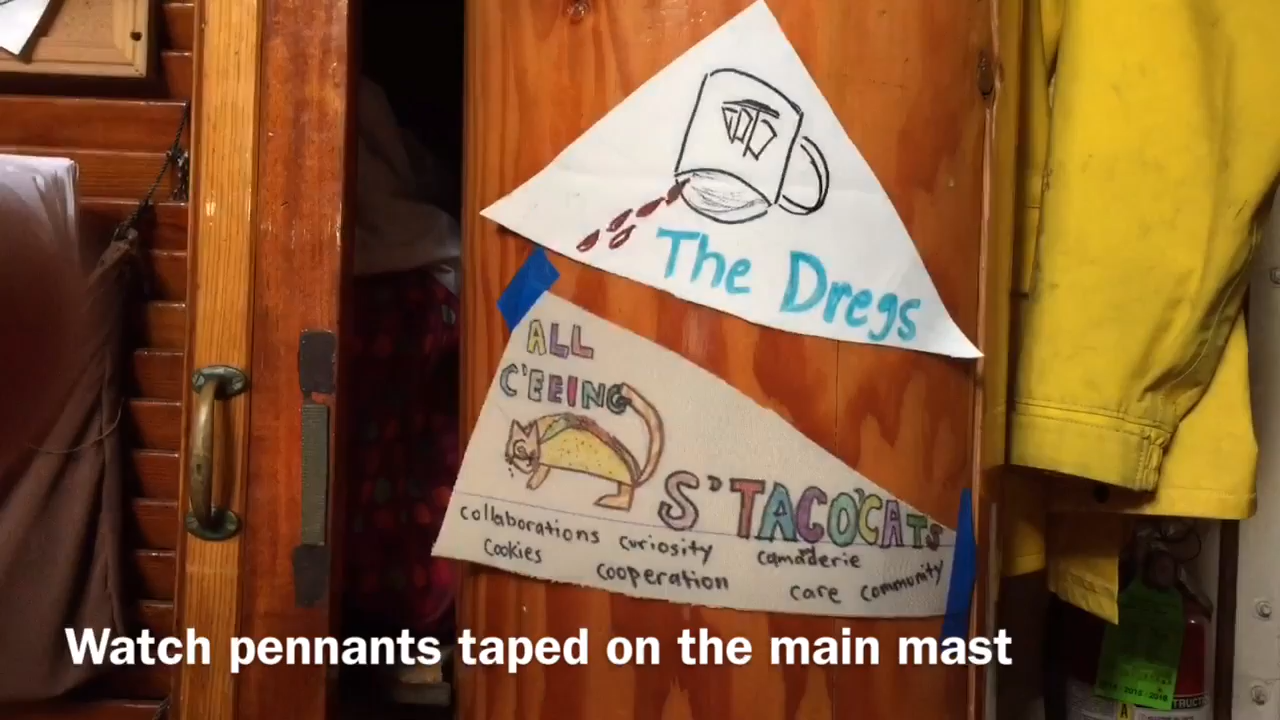 The Dregs
ALL
C'EEING
S'TACO'CATS
collaborations curiosity camaderie
Cookies cooperation care community
Watch pennants taped on the main mast